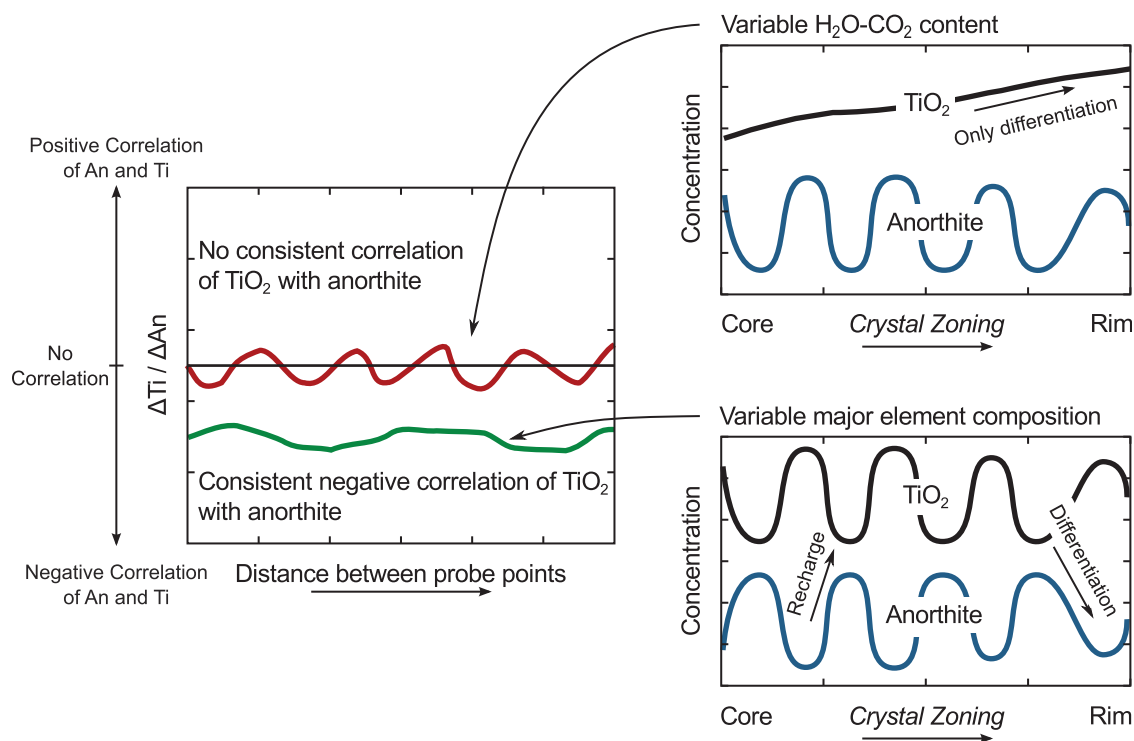 Positive Correlation
of An and Ti
No
Correlation
Negative Correlation
of An and Ti
ΔTi / ΔAn
No consistent correlation
of TiO₂ with anorthite
Consistent negative correlation of TiO₂
with anorthite
Distance between probe points
Variable H₂O-CO₂ content
Concentration
TiO₂
Only differentiation
Anorthite
Core
Crystal Zoning
Rim
Variable major element composition
Concentration
TiO₂
Recharge
Differentiation
Anorthite
Core
Crystal Zoning
Rim